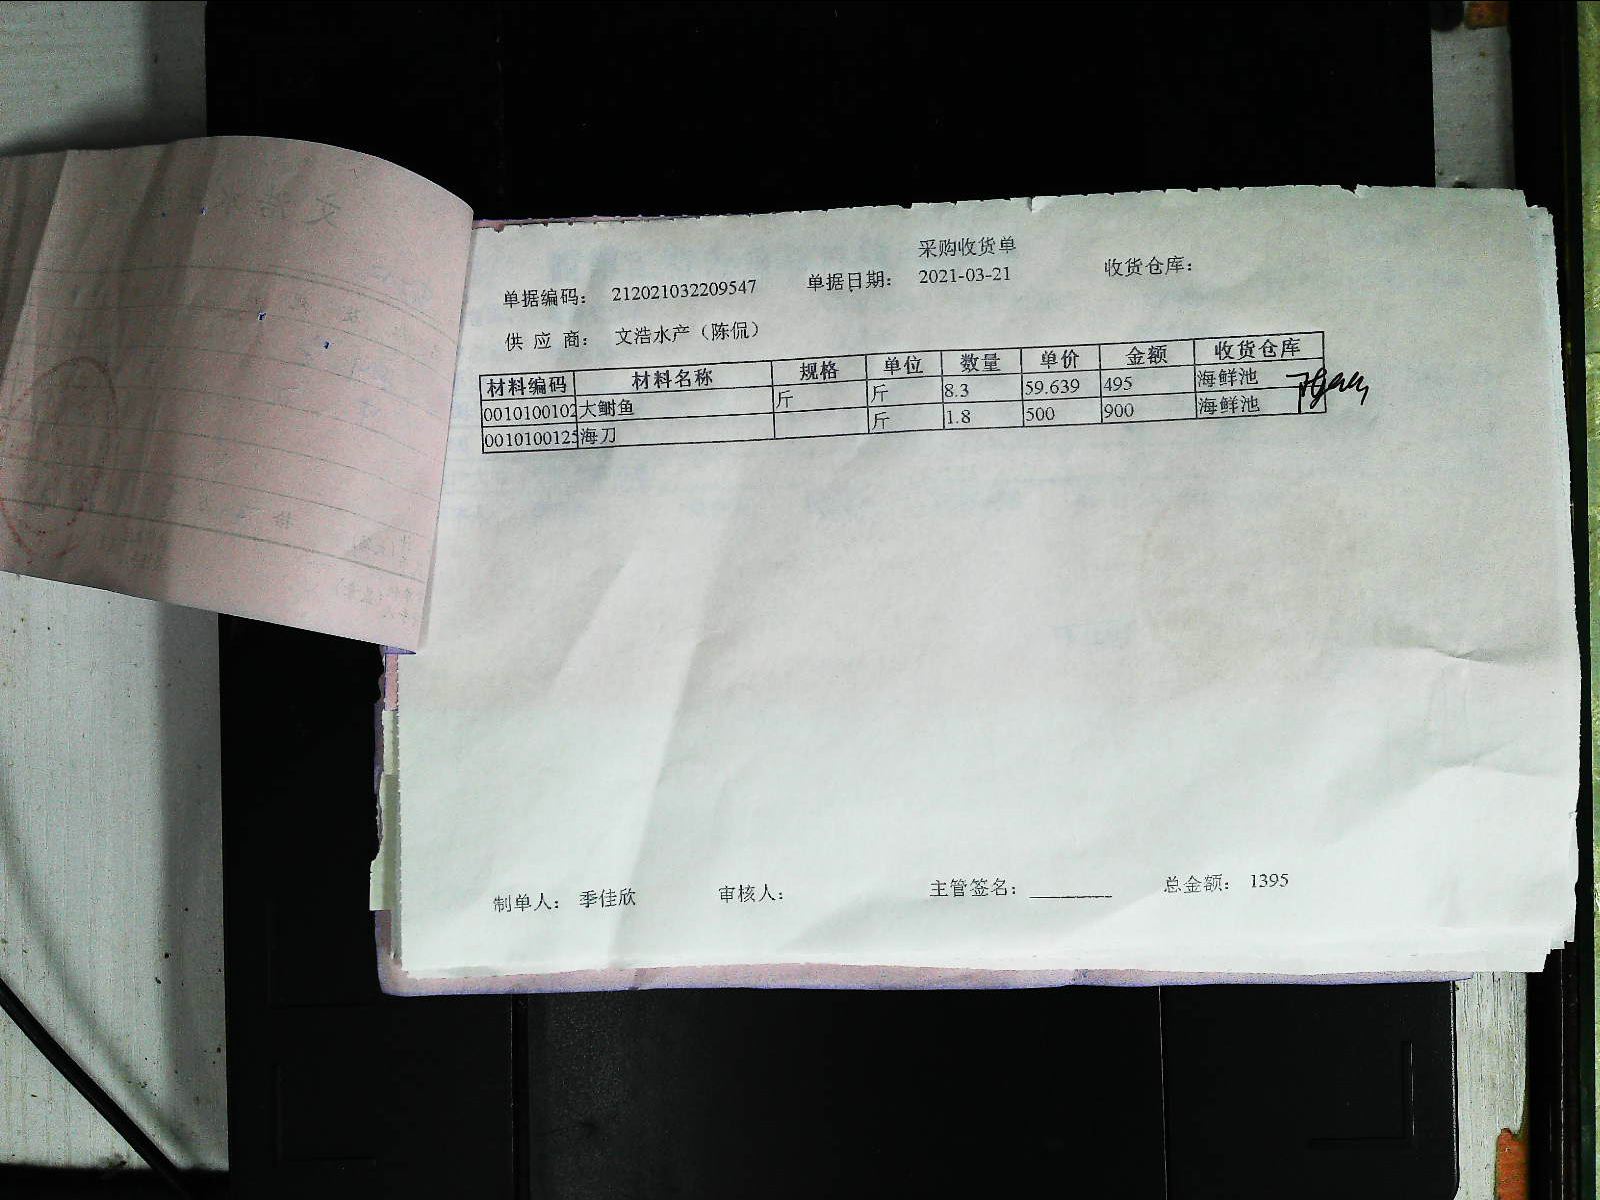 采购收货单
单据编码： 212021032209547 单据日期： 2021-03-21 收货仓库：
供 应 商： 文浩水产（陈侃）
材料编码 材料名称 规格 单位 数量 单价 金额 收货仓库
0010100102 大鲥鱼 斤 斤 8.3 59.639 495 海鲜池
0010100125 海刀 斤 1.8 500 900 海鲜池
制单人： 季佳欣 审核人： 主管签名： 总金额： 1395